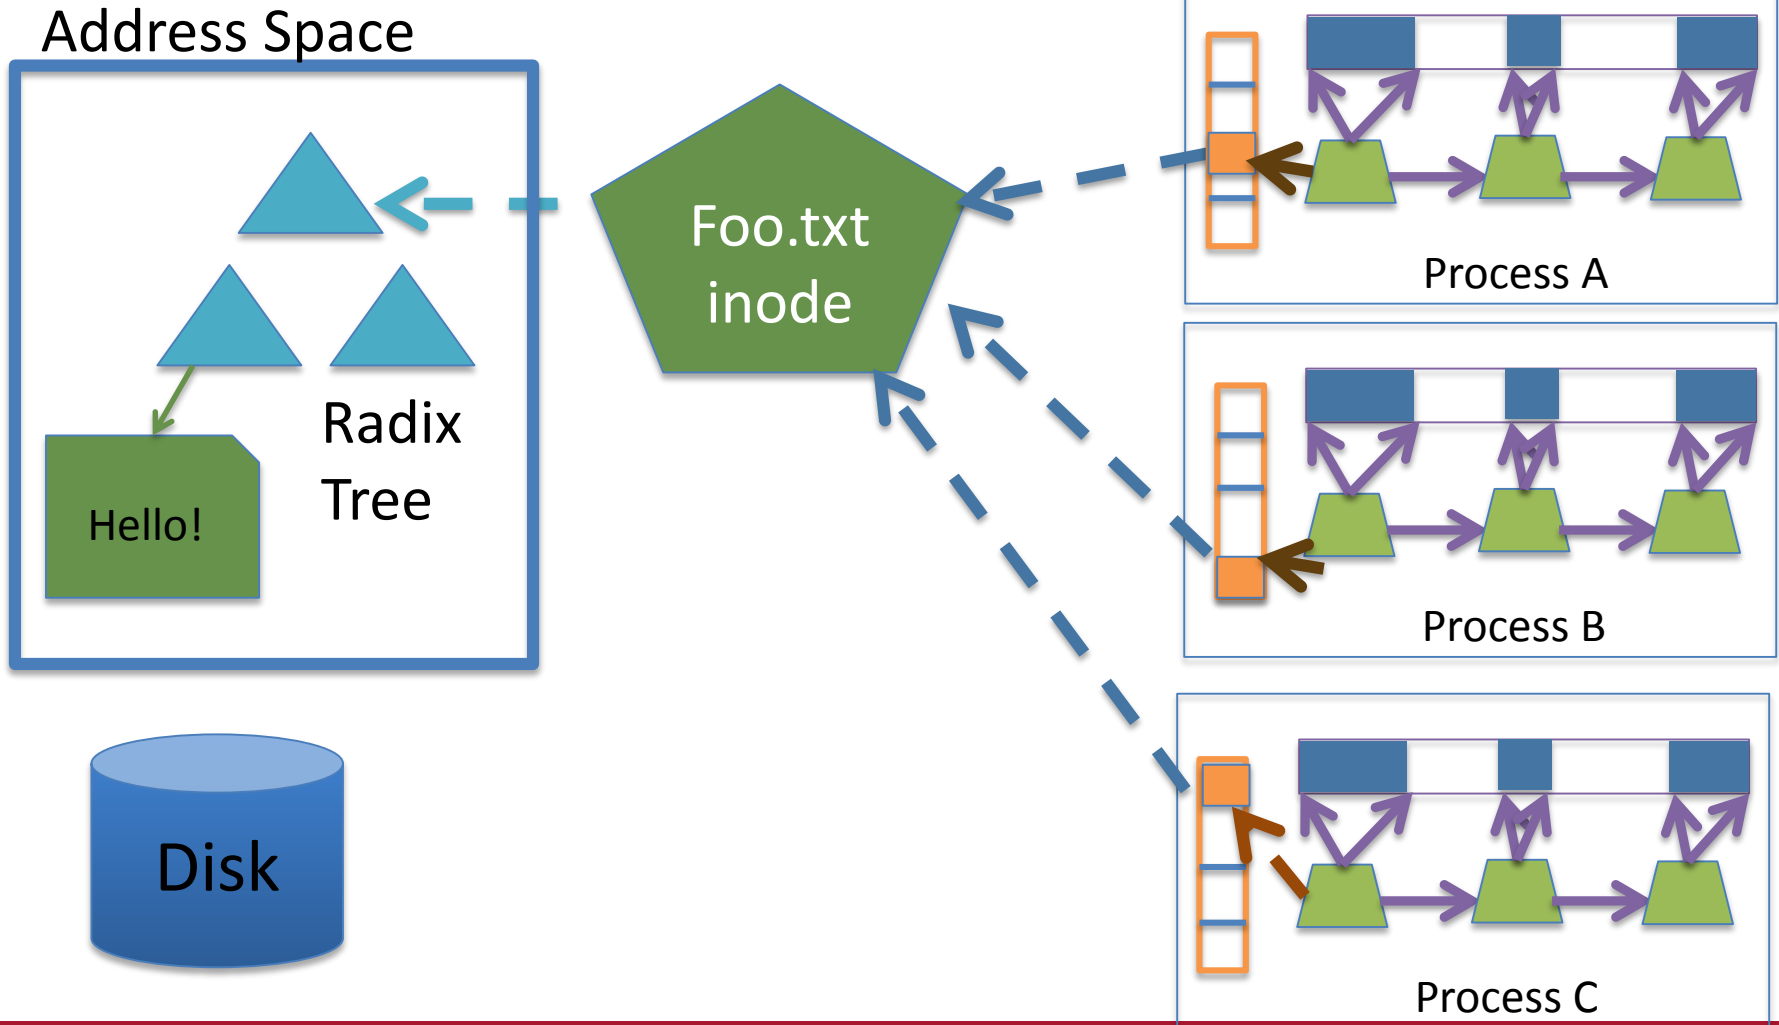 Address Space
Foo.txt
inode
Radix
Tree
Hello!
Disk
Process A
Process B
Process C